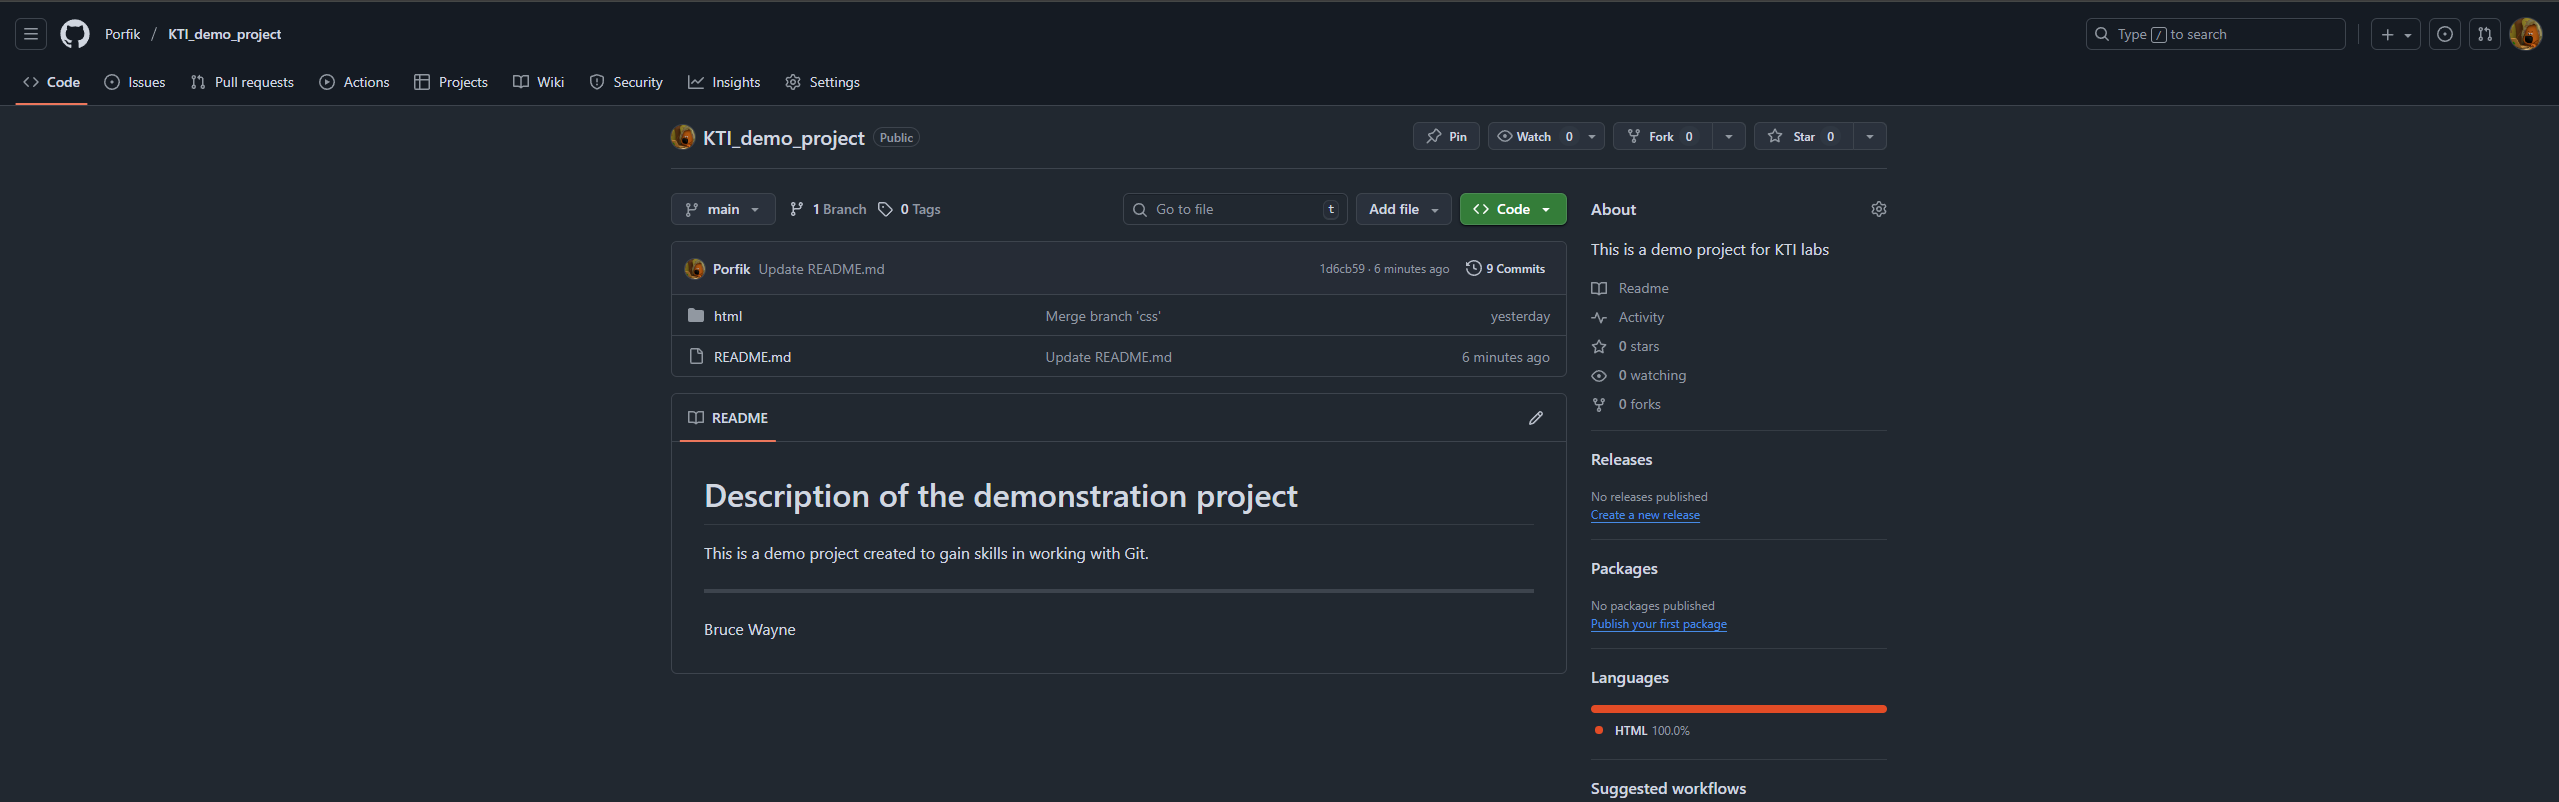 Porfik / KTI_demo_project
Type / to search
Code Issues Pull requests Actions Projects Wiki Security Insights Settings
KTI_demo_project Public
Pin Watch 0 Fork 0 Star 0
main 1 Branch 0 Tags Go to file t Add file Code
Porfik Update README.md 1d6cb59 · 6 minutes ago 9 Commits
html Merge branch 'css' yesterday
README.md Update README.md 6 minutes ago
README
Description of the demonstration project
This is a demo project created to gain skills in working with Git.
Bruce Wayne
About
This is a demo project for KTI labs
Readme
Activity
0 stars
0 watching
0 forks
Releases
No releases published
Create a new release
Packages
No packages published
Publish your first package
Languages
HTML 100.0%
Suggested workflows